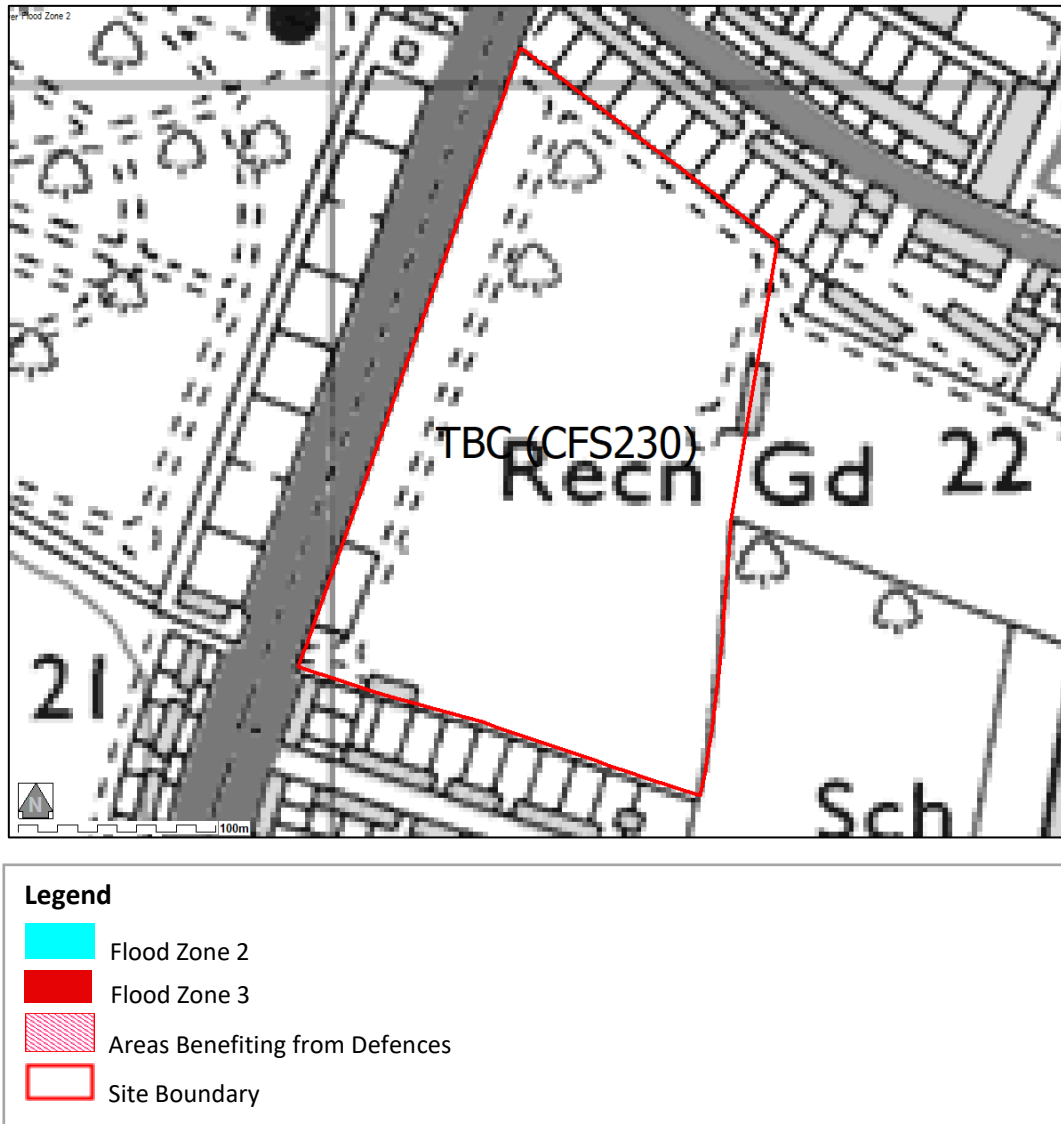 er Flood Zone 2
TBC (CFS230)
Recn Gd 22
21
Sch
N
100m
Legend
Flood Zone 2
Flood Zone 3
Areas Benefiting from Defences
Site Boundary